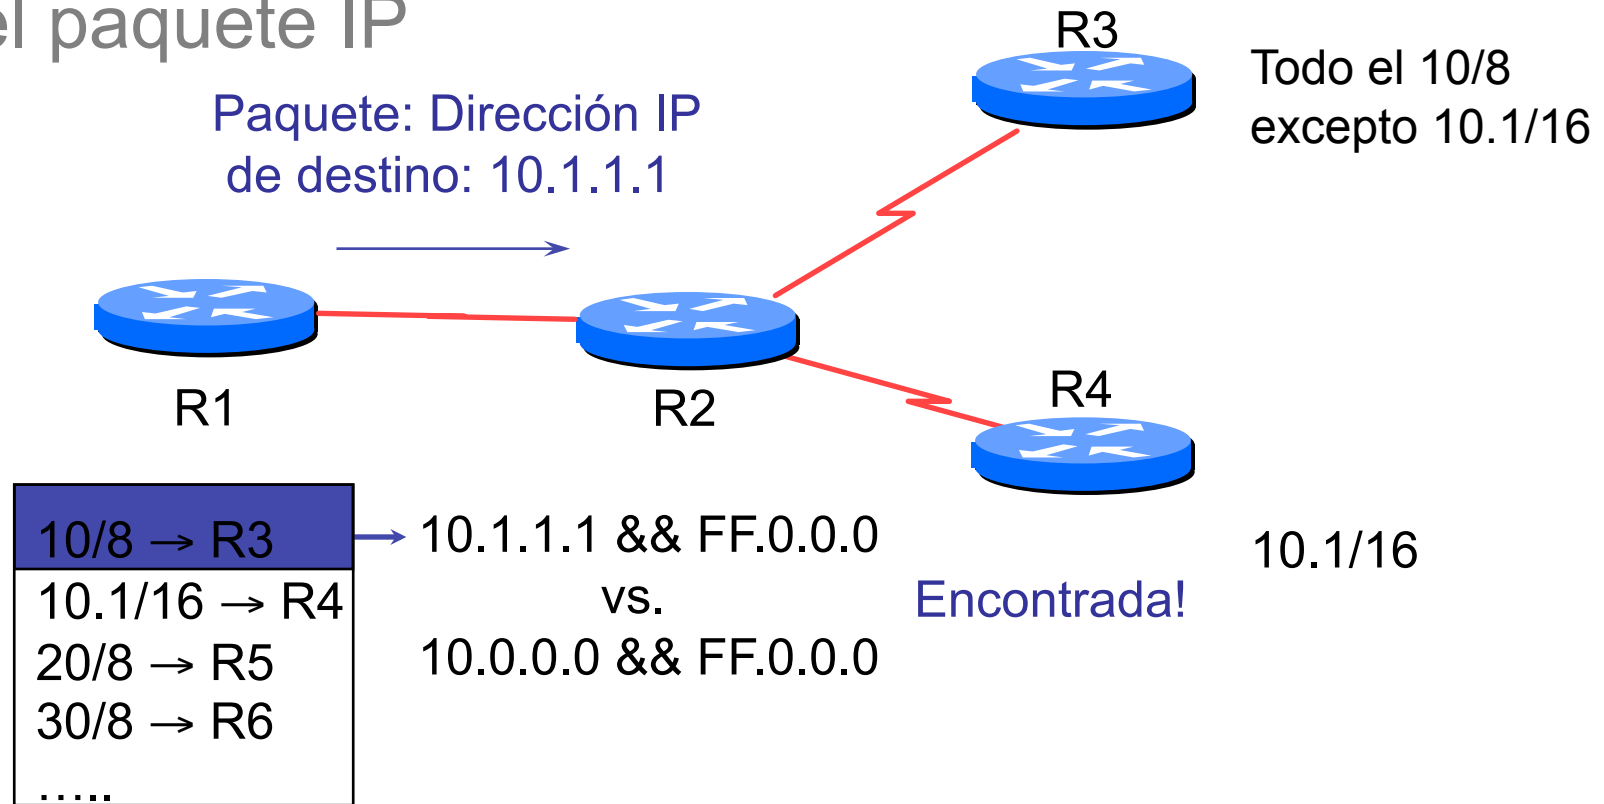 el paquete IP
Paquete: Dirección IP
de destino: 10.1.1.1
R3
Todo el 10/8
excepto 10.1/16
R1
R2
R4
10.1/16
10/8 → R3
10.1/16 → R4
20/8 → R5
30/8 → R6
…..
10.1.1.1 && FF.0.0.0
vs.
10.0.0.0 && FF.0.0.0
Encontrada!